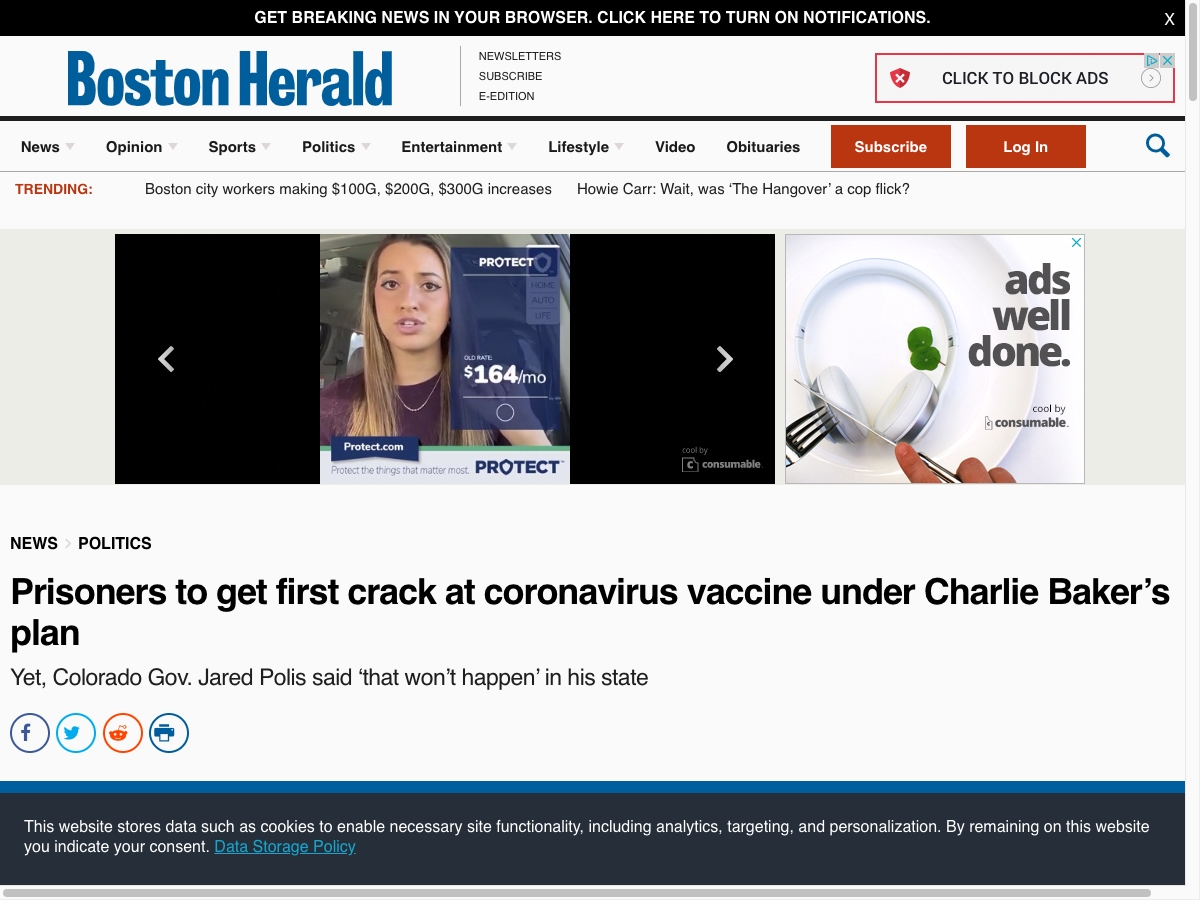 GET BREAKING NEWS IN YOUR BROWSER. CLICK HERE TO TURN ON NOTIFICATIONS.
X
Boston Herald
NEWSLETTERS
SUBSCRIBE
E-EDITION
CLICK TO BLOCK ADS
News
Opinion
Sports
Politics
Entertainment
Lifestyle
Video
Obituaries
Subscribe
Log In
TRENDING:
Boston city workers making $100G, $200G, $300G increases
Howie Carr: Wait, was ‘The Hangover’ a cop flick?
PROTECT
HOME
AUTO
LIFE
OLD RATE:
$164/mo
Protect.com
Protect the things that matter most.
PROTECT
cool by
consumable.
ads
well
done.
cool by
consumable.
NEWS
POLITICS
Prisoners to get first crack at coronavirus vaccine under Charlie Baker’s
plan
Yet, Colorado Gov. Jared Polis said ‘that won’t happen’ in his state
This website stores data such as cookies to enable necessary site functionality, including analytics, targeting, and personalization. By remaining on this website
you indicate your consent. Data Storage Policy